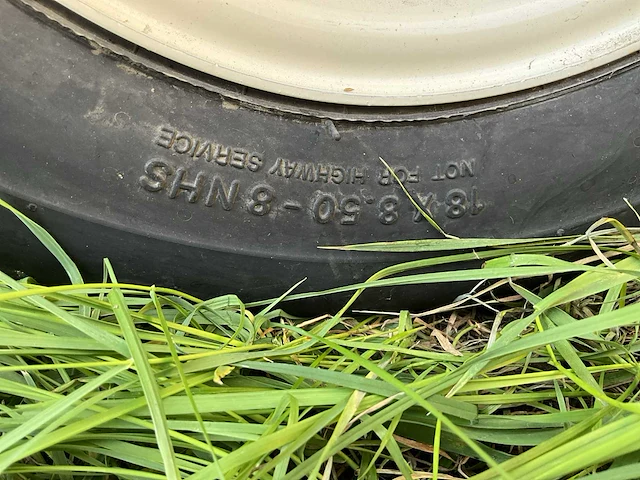 18 X 8.50 - 8 NHS
NOT FOR HIGHWAY SERVICE